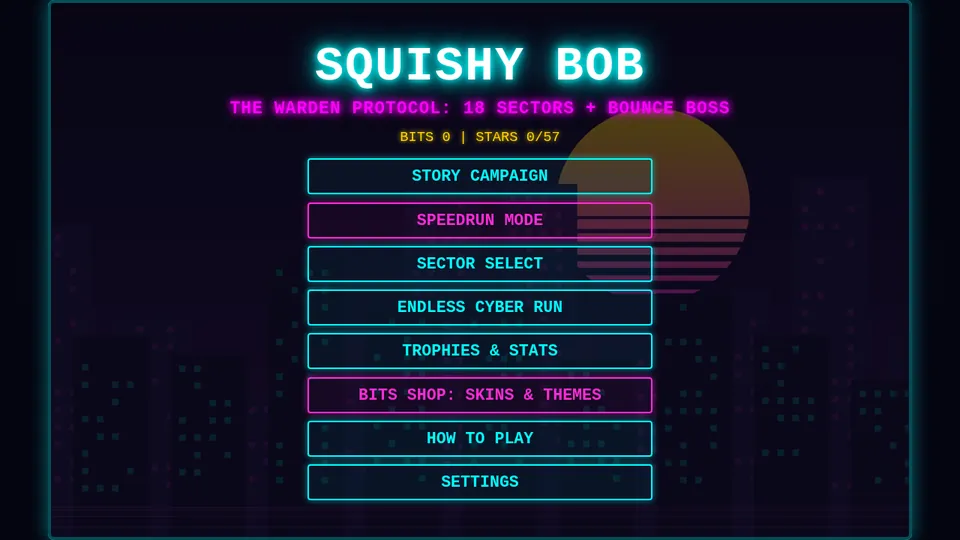 SQUISHY BOB
THE WARDEN PROTOCOL: 18 SECTORS + BOUNCE BOSS
BITS 0 | STARS 0/57
STORY CAMPAIGN
SPEEDRUN MODE
SECTOR SELECT
ENDLESS CYBER RUN
TROPHIES & STATS
BITS SHOP: SKINS & THEMES
HOW TO PLAY
SETTINGS